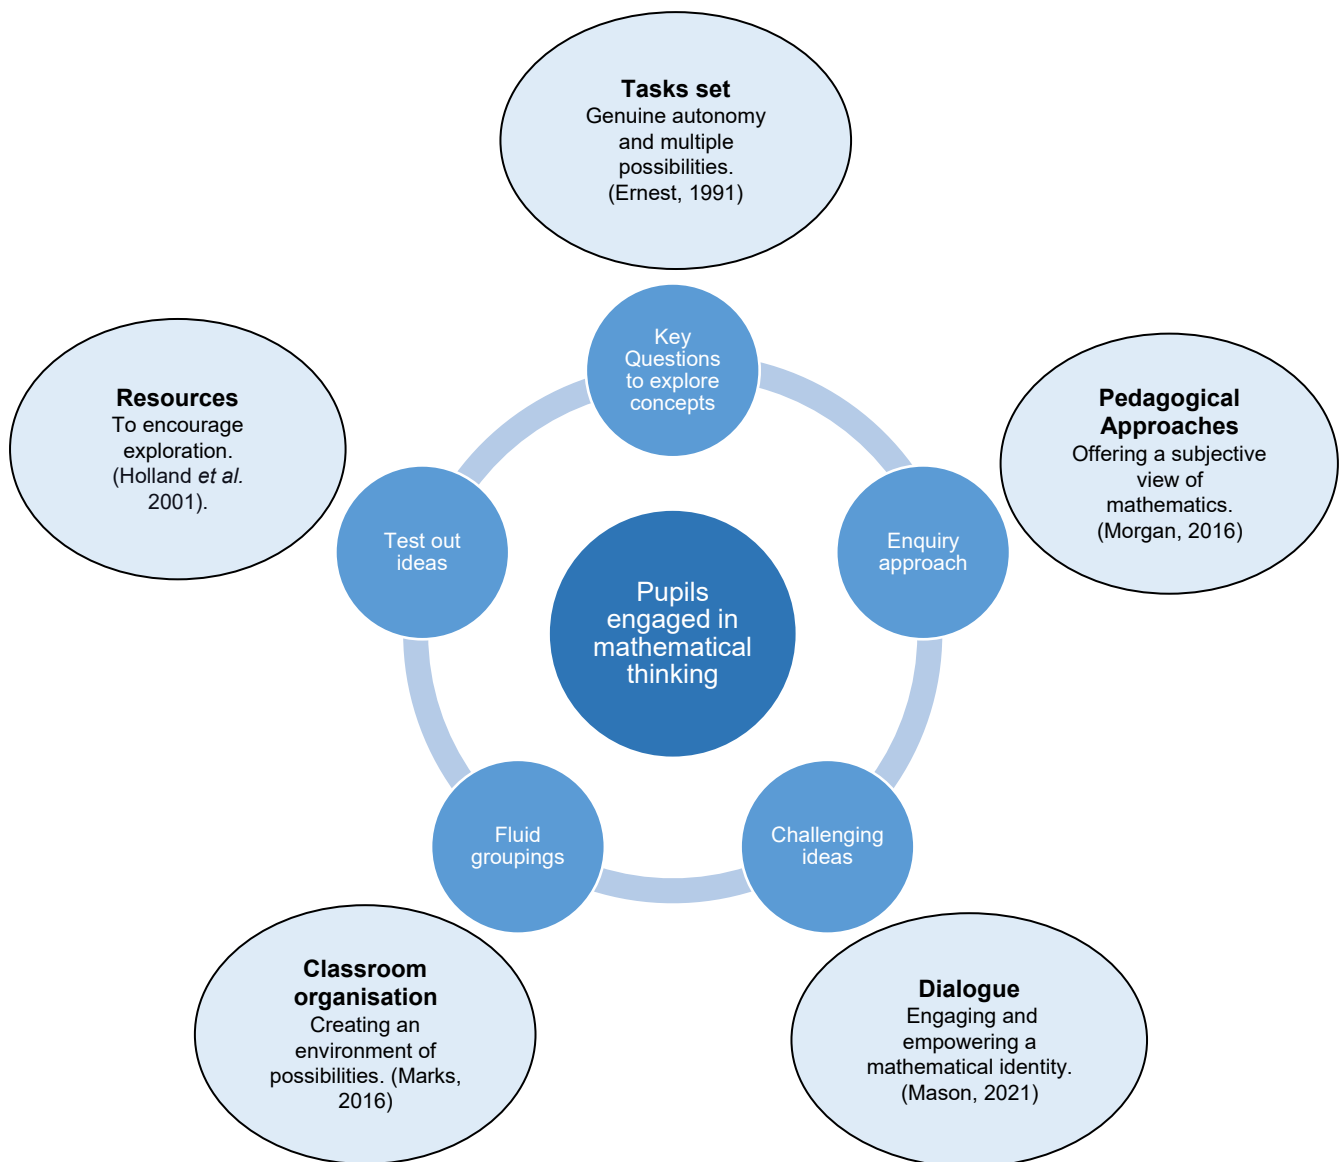 Tasks set
Genuine autonomy
and multiple
possibilities.
(Ernest, 1991)
Key
Questions
to explore
concepts
Resources
To encourage
exploration.
(Holland et al.
2001).
Pedagogical
Approaches
Offering a subjective
view of
mathematics.
(Morgan, 2016)
Test out
ideas
Enquiry
approach
Pupils
engaged in
mathematical
thinking
Fluid
groupings
Challenging
ideas
Classroom
organisation
Creating an
environment of
possibilities. (Marks,
2016)
Dialogue
Engaging and
empowering a
mathematical identity.
(Mason, 2021)